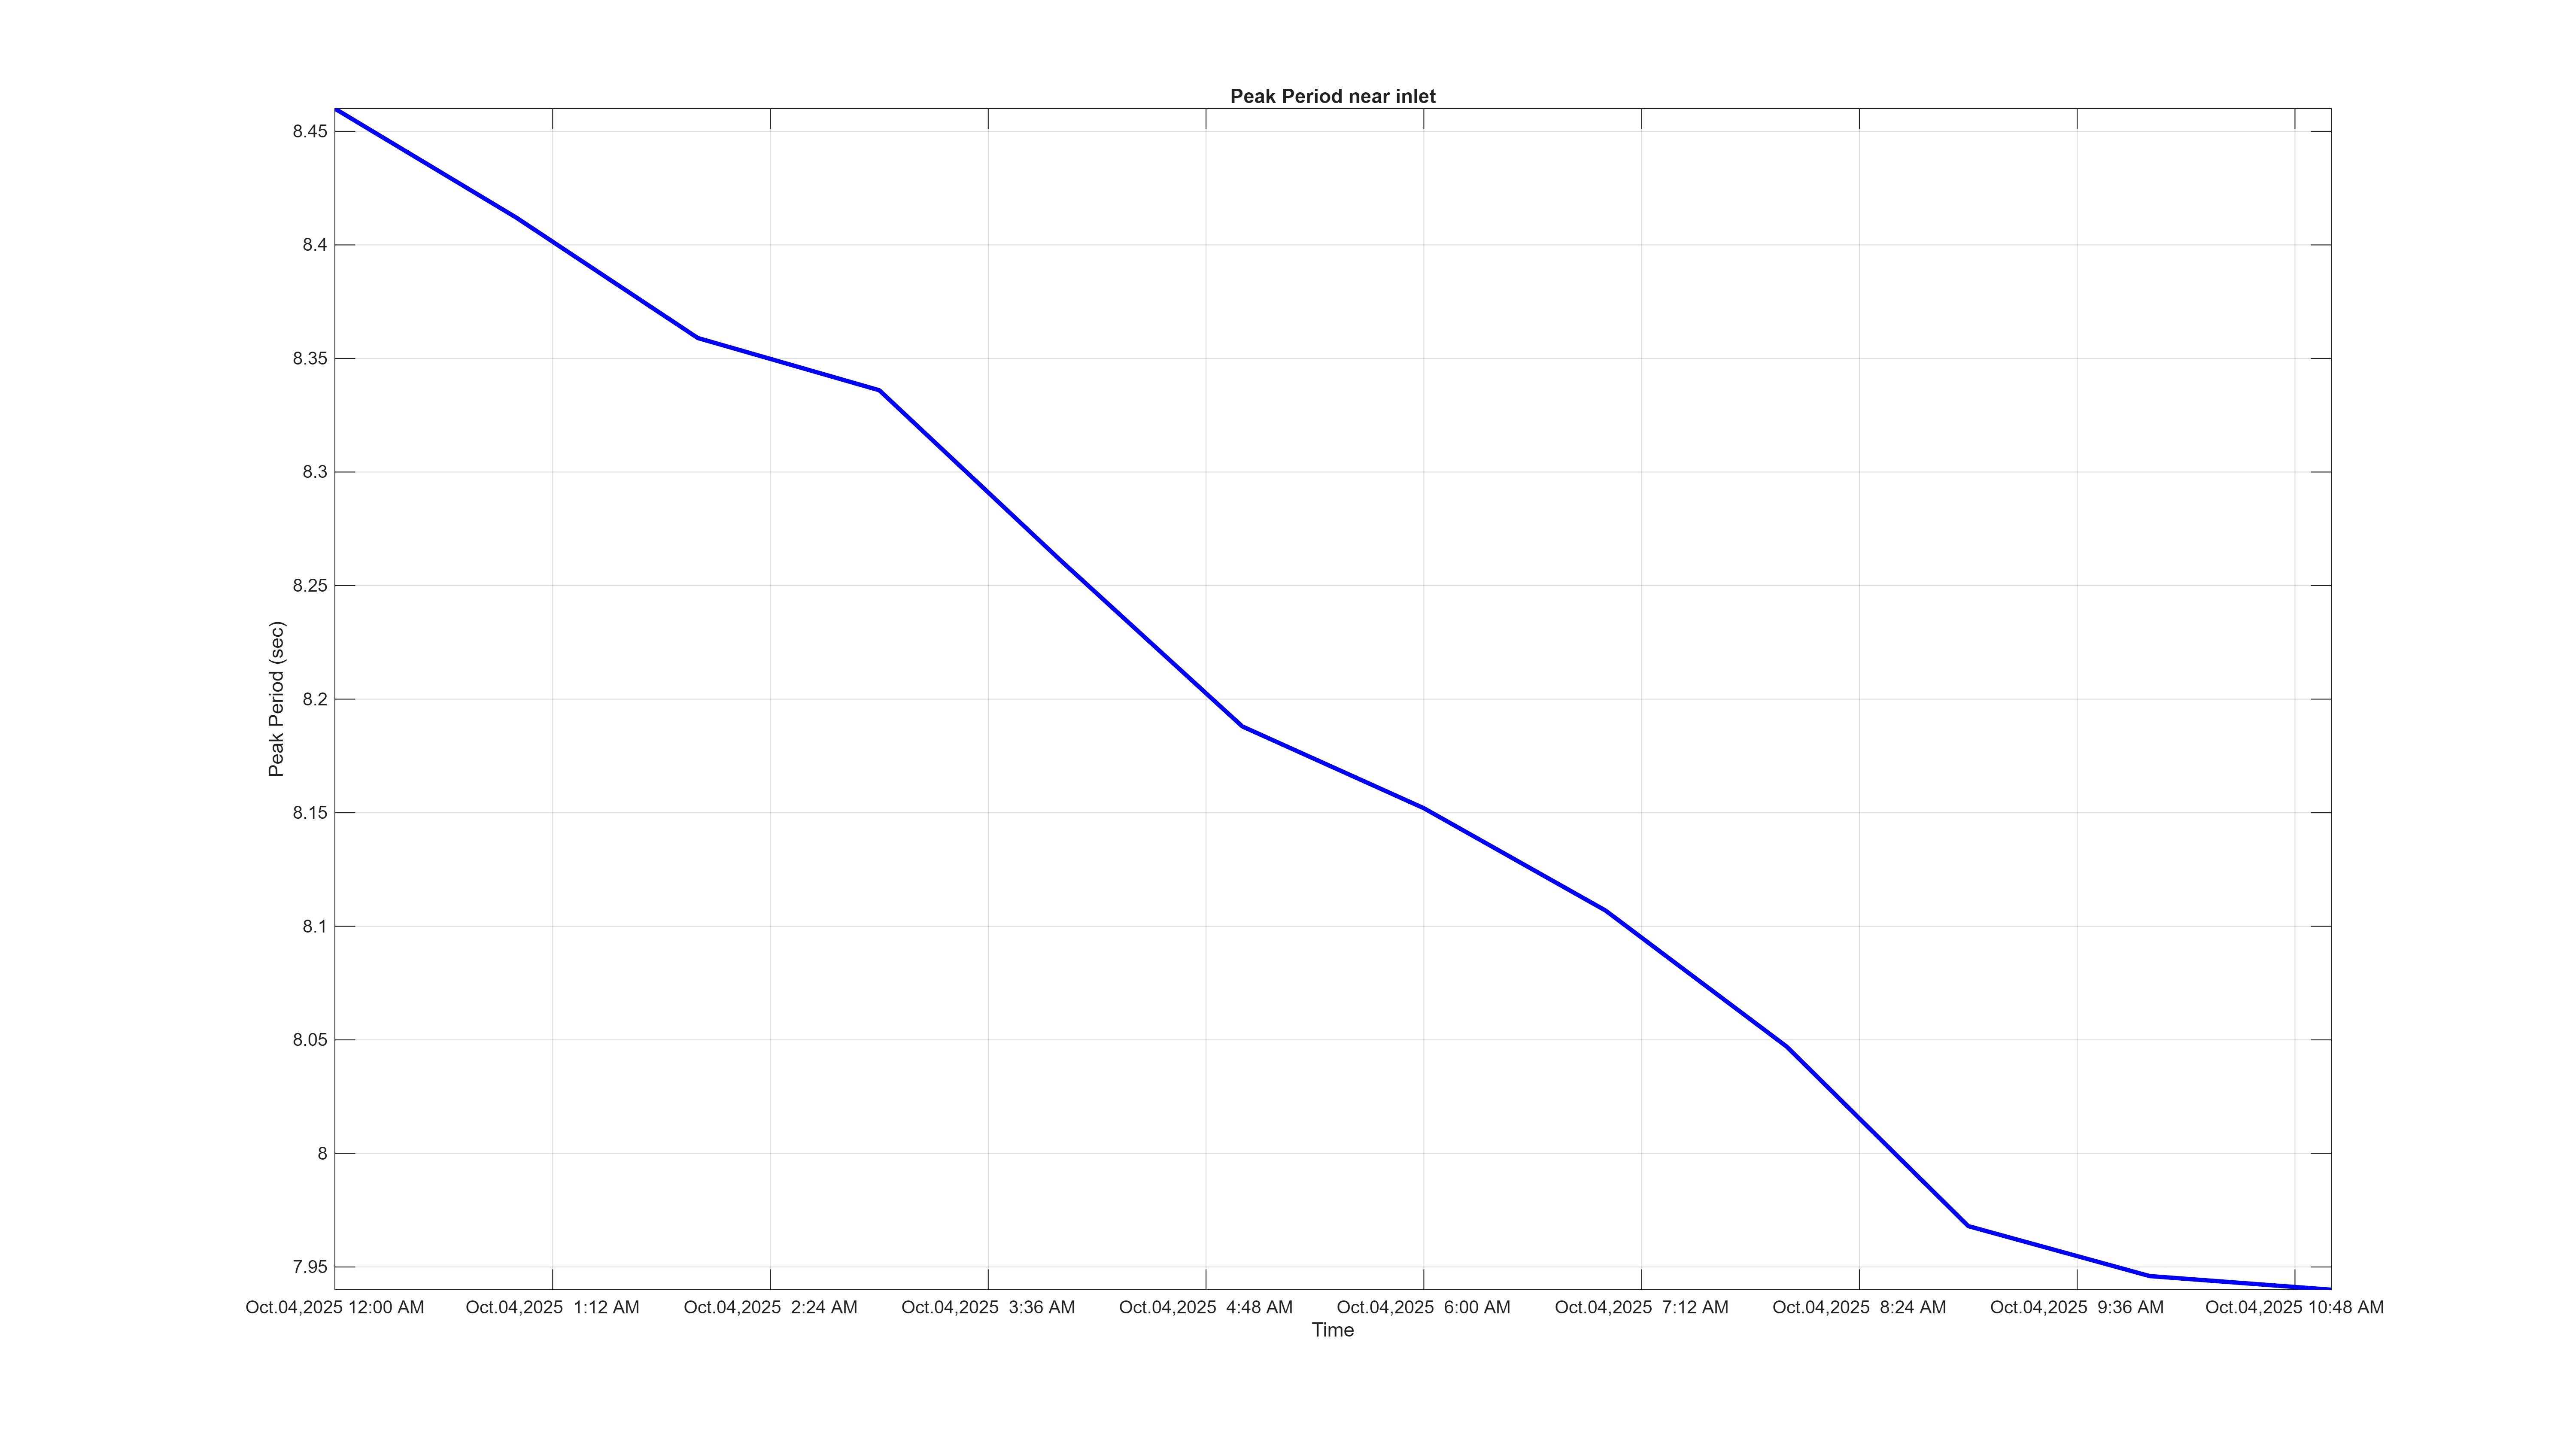 Peak Period near inlet
8.45
8.4
8.35
8.3
8.25
8.2
8.15
8.1
8.05
8
7.95
Peak Period (sec)
Oct.04,2025 12:00 AM
Oct.04,2025  1:12 AM
Oct.04,2025  2:24 AM
Oct.04,2025  3:36 AM
Oct.04,2025  4:48 AM
Oct.04,2025  6:00 AM
Oct.04,2025  7:12 AM
Oct.04,2025  8:24 AM
Oct.04,2025  9:36 AM
Oct.04,2025 10:48 AM
Time